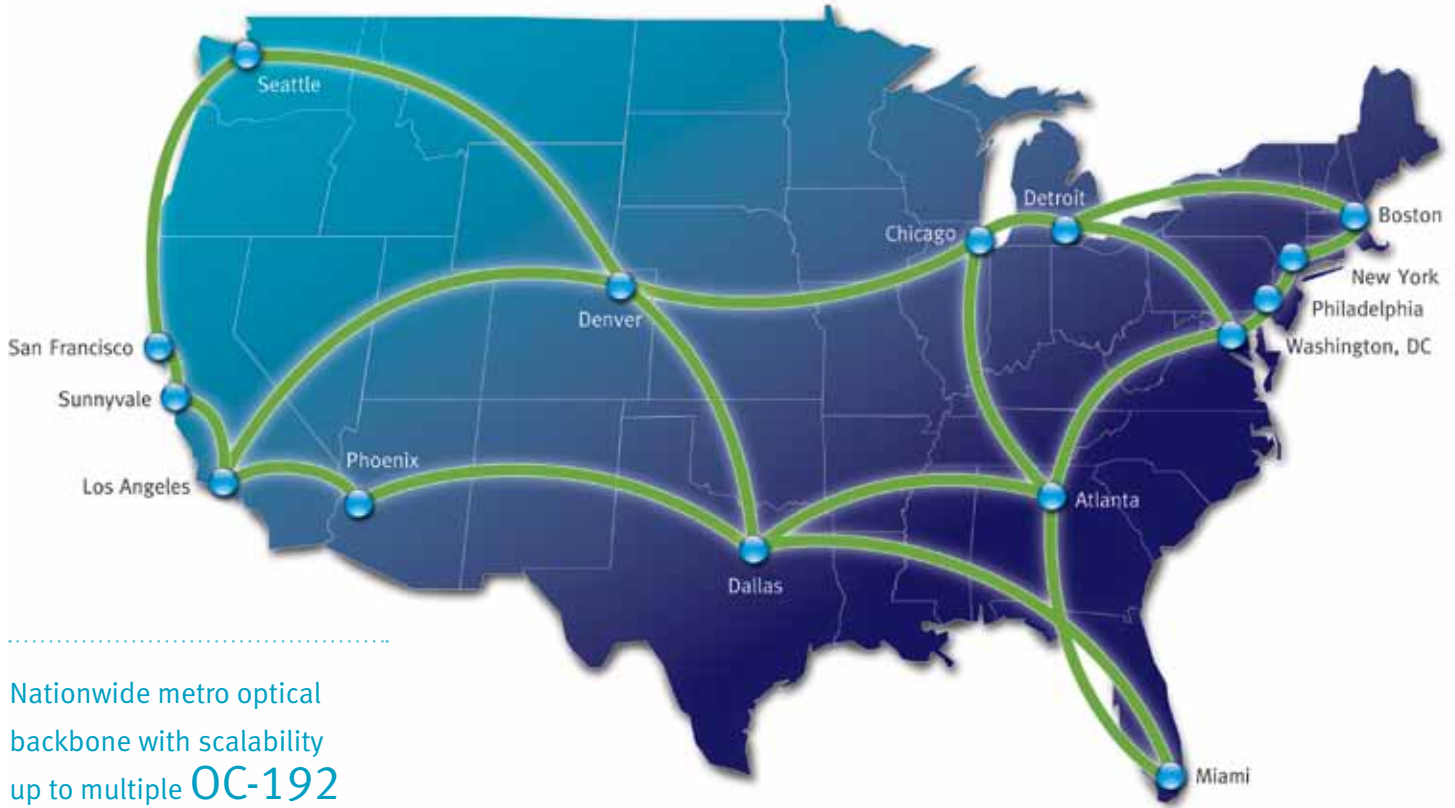 Seattle
Detroit
Chicago
Boston
New York
Denver
Philadelphia
San Francisco
Washington, DC
Sunnyvale
Phoenix
Los Angeles
Atlanta
Dallas
Nationwide metro optical
backbone with scalability
up to multiple OC-192
Miami